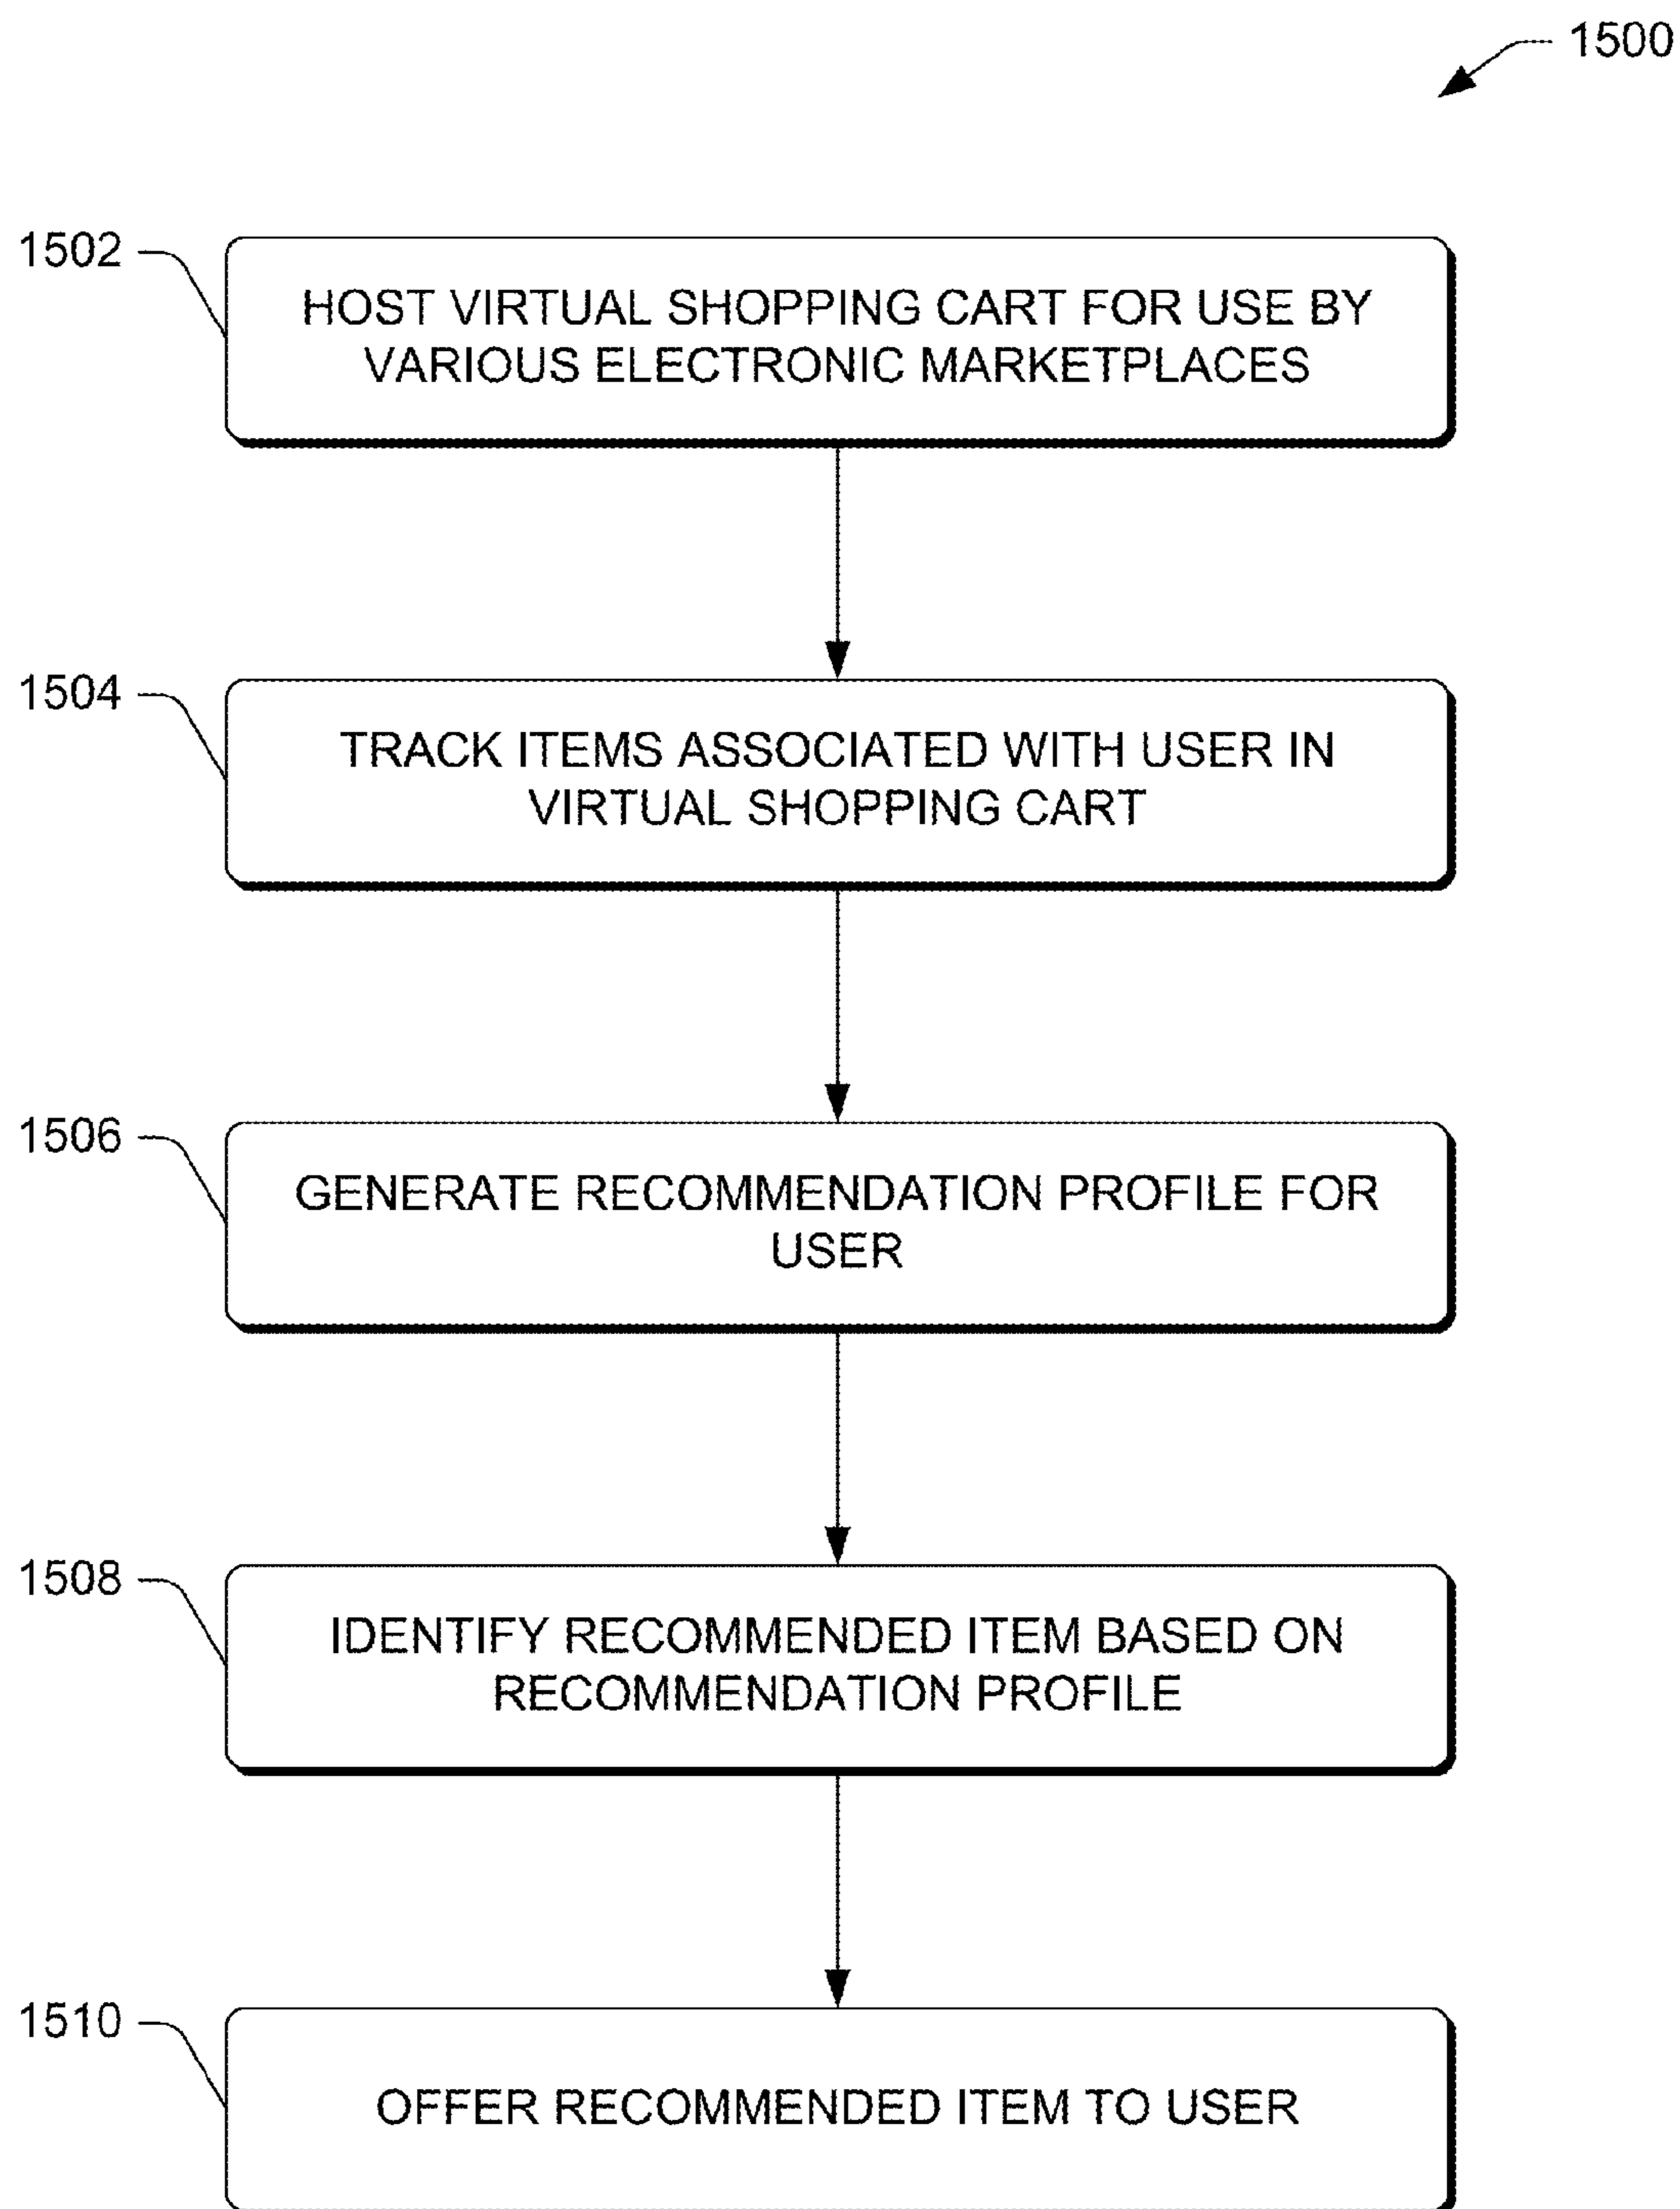 1500
1502
HOST VIRTUAL SHOPPING CART FOR USE BY
VARIOUS ELECTRONIC MARKETPLACES
1504
TRACK ITEMS ASSOCIATED WITH USER IN
VIRTUAL SHOPPING CART
1506
GENERATE RECOMMENDATION PROFILE FOR
USER
1508
IDENTIFY RECOMMENDED ITEM BASED ON
RECOMMENDATION PROFILE
1510
OFFER RECOMMENDED ITEM TO USER